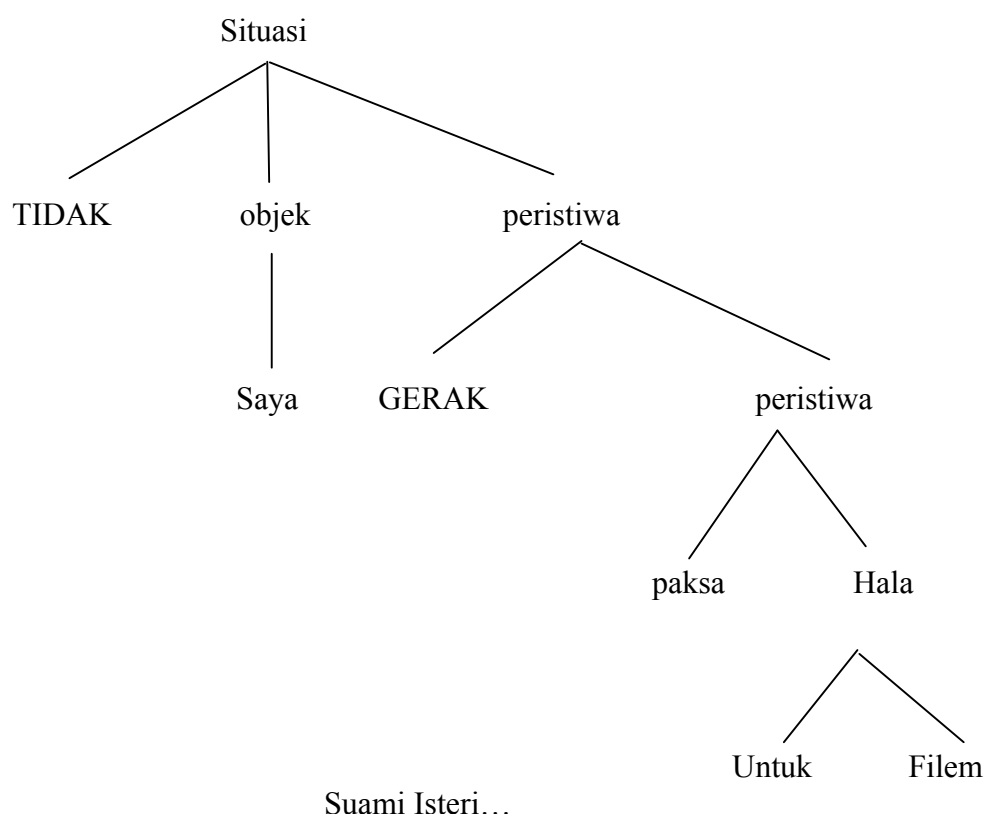 Situasi
TIDAK objek peristiwa
Saya GERAK peristiwa
paksa Hala
Untuk Filem
Suami Isteri…